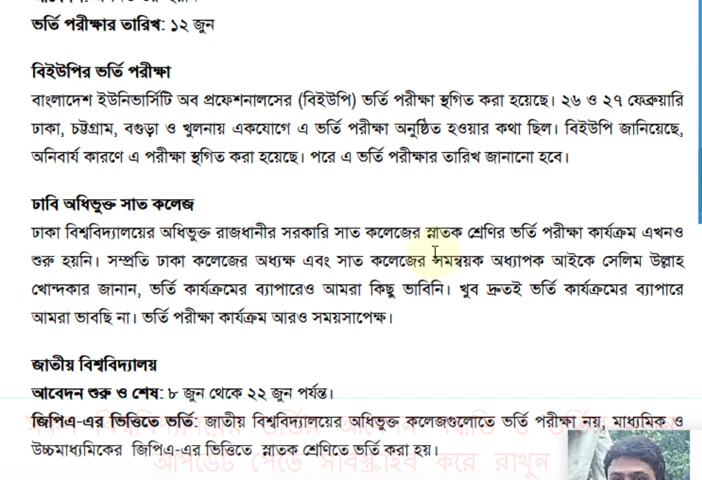 ভর্তি পরীক্ষার তারিখ: ১২ জুন
বিইউপির ভর্তি পরীক্ষা
বাংলাদেশ ইউনিভার্সিটি অব প্রফেশনালসের (বিইউপি) ভর্তি পরীক্ষা স্থগিত করা হয়েছে। ২৬ ও ২৭ ফেব্রুয়ারি
ঢাকা, চট্টগ্রাম, বগুড়া ও খুলনায় একযোগে এ ভর্তি পরীক্ষা অনুষ্ঠিত হওয়ার কথা ছিল। বিইউপি জানিয়েছে,
অনিবার্য কারণে এ পরীক্ষা স্থগিত করা হয়েছে। পরে এ ভর্তি পরীক্ষার তারিখ জানানো হবে।
ঢাবি অধিভুক্ত সাত কলেজ
ঢাকা বিশ্ববিদ্যালয়ের অধিভুক্ত রাজধানীর সরকারি সাত কলেজের স্নাতক শ্রেণির ভর্তি পরীক্ষা কার্যক্রম এখনও
শুরু হয়নি। সম্প্রতি ঢাকা কলেজের অধ্যক্ষ এবং সাত কলেজের সমন্বয়ক অধ্যাপক আইকে সেলিম উল্লাহ
খোন্দকার জানান, ভর্তি কার্যক্রমের ব্যাপারেও আমরা কিছু ভাবিনি। খুব দ্রুতই ভর্তি কার্যক্রমের ব্যাপারে
আমরা ভাবছি না। ভর্তি পরীক্ষা কার্যক্রম আরও সময়সাপেক্ষ।
জাতীয় বিশ্ববিদ্যালয়
আবেদন শুরু ও শেষ: ৮ জুন থেকে ২২ জুন পর্যন্ত।
জিপিএ-এর ভিত্তিতে ভর্তি: জাতীয় বিশ্ববিদ্যালয়ের অধিভুক্ত কলেজগুলোতে ভর্তি পরীক্ষা নয়, মাধ্যমিক ও
উচ্চমাধ্যমিকের জিপিএ-এর ভিত্তিতে স্নাতক শ্রেণিতে ভর্তি করা হয়।
আপডেট পেতে সাবস্ক্রাইব করে রাখুন